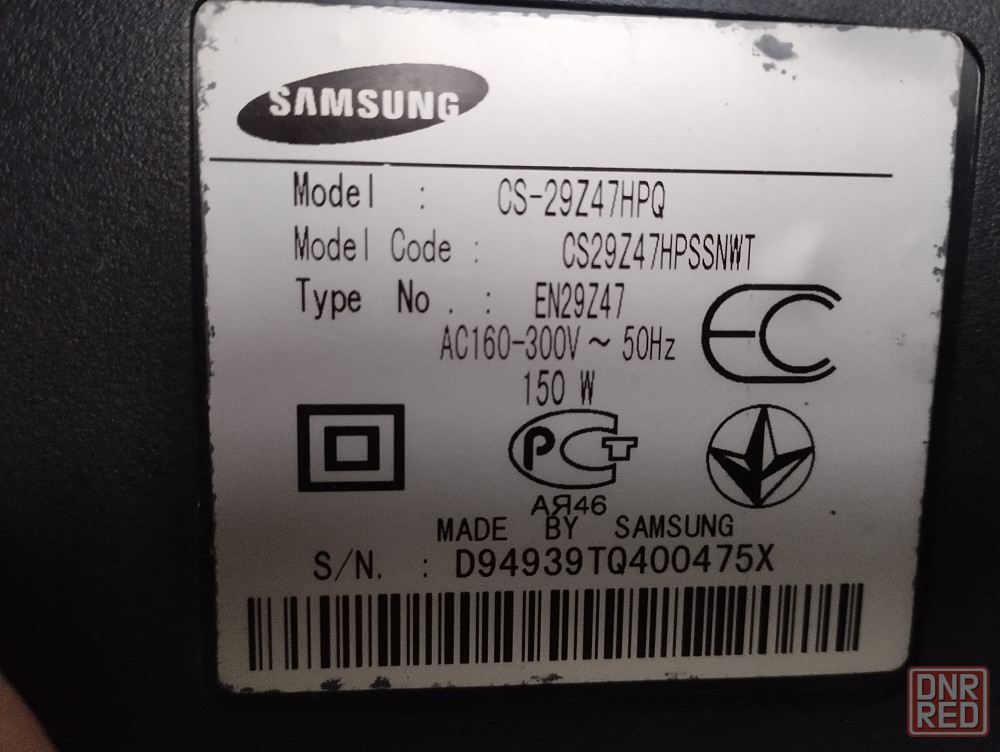 SAMSUNG
Model : CS-29Z47HPQ
Model Code : CS29Z47HPSSNWT
Type No . : EN29Z47
AC160-300V ~ 50Hz
150 W
EC
РСТ
АЯ46
MADE BY SAMSUNG
S/N. : D94939TQ400475X
DNR
RED